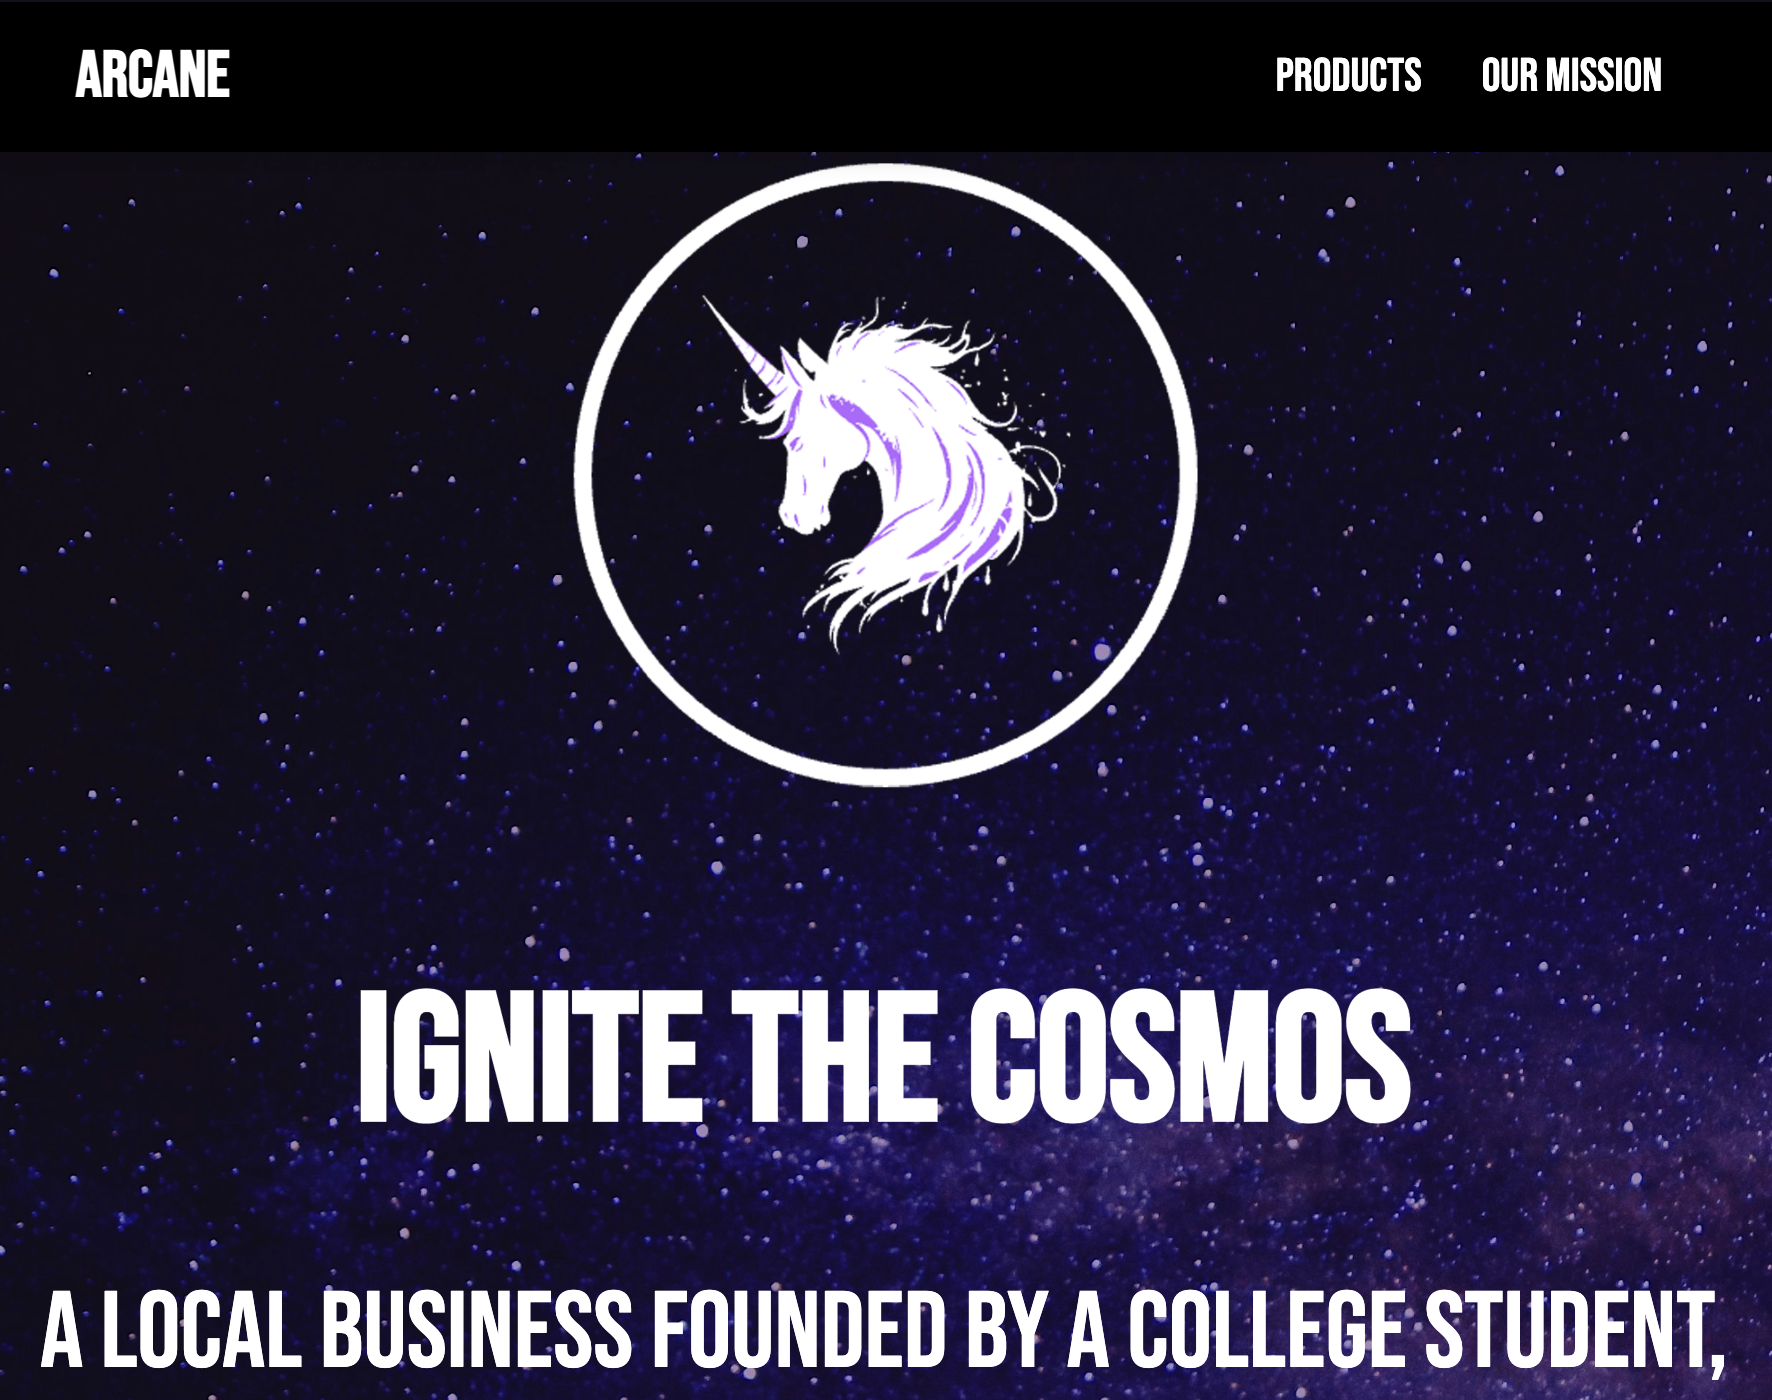 ARCANE
PRODUCTS OUR MISSION
IGNITE THE COSMOS
A LOCAL BUSINESS FOUNDED BY A COLLEGE STUDENT,